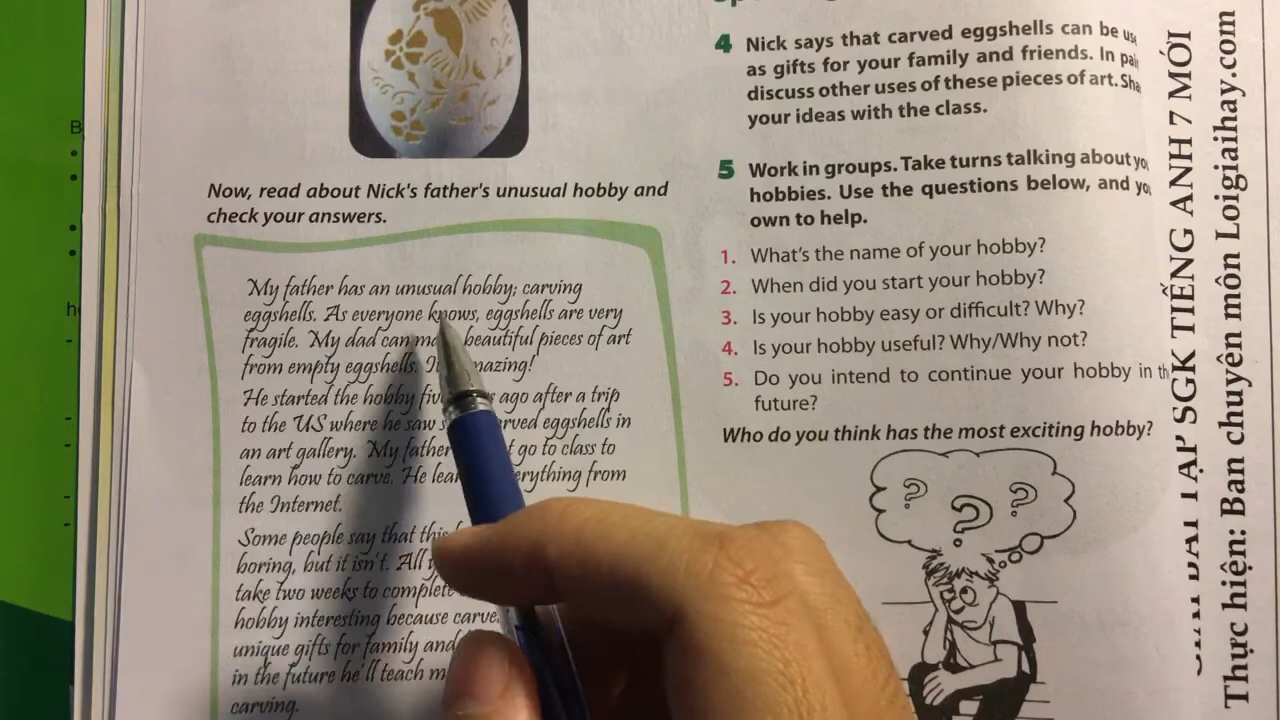 Now, read about Nick's father's unusual hobby and
check your answers.
My father has an unusual hobby; carving
eggshells. As everyone knows, eggshells are very
fragile. My dad can beautiful pieces of art
from empty eggshells.
He started the hobby ago after a trip
to the US where he saw eggshells in
an art gallery. My father go to class to
learn how to carve. He everything from
the Internet.
Some people say that this
boring, but it isn't. All
take two weeks to complete
hobby interesting because
unique gifts for family and
in the future he'll teach
carving.
4 Nick says that carved eggshells can be
as gifts for your family and friends. In
discuss other uses of these pieces of art.
your ideas with the class.
5 Work in groups. Take turns talking about
hobbies. Use the questions below, and
own to help.
1. What's the name of your hobby?
2. When did you start your hobby?
3. Is your hobby easy or difficult? Why?
4. Is your hobby useful? Why/Why not?
5. Do you intend to continue your hobby in
future?
Who do you think has the most exciting hobby?
? ? ?
SGK TIẾNG ANH 7 MỚI
Thực hiện: Ban chuyên môn Loigiaihay.com